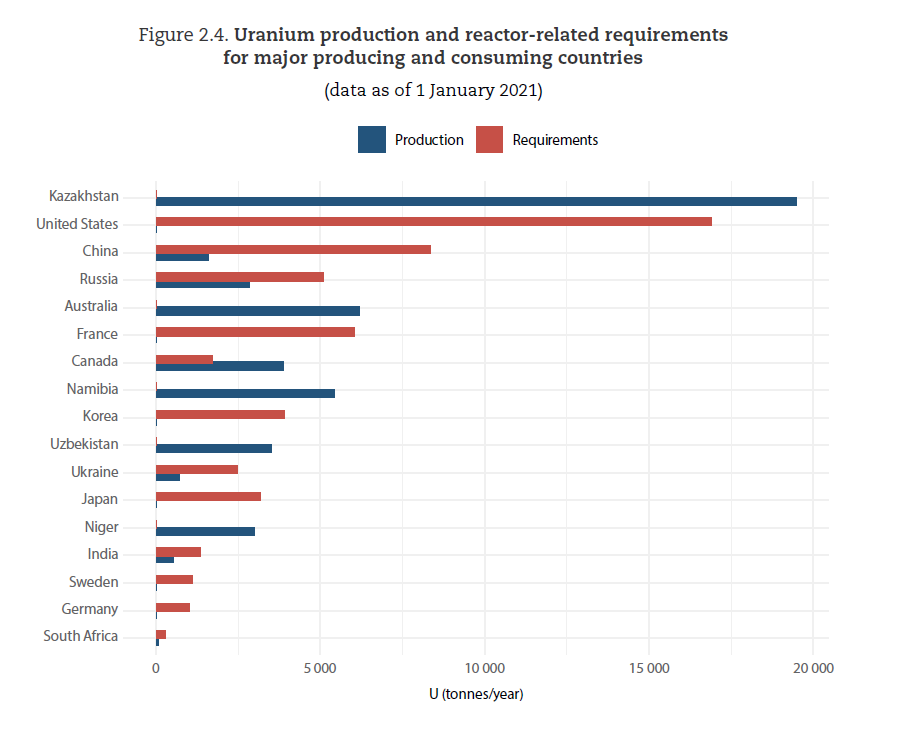 Figure 2.4. Uranium production and reactor-related requirements
for major producing and consuming countries
(data as of 1 January 2021)
Production Requirements
Kazakhstan
United States
China
Russia
Australia
France
Canada
Namibia
Korea
Uzbekistan
Ukraine
Japan
Niger
India
Sweden
Germany
South Africa
0 5 000 10 000 15 000 20 000
U (tonnes/year)